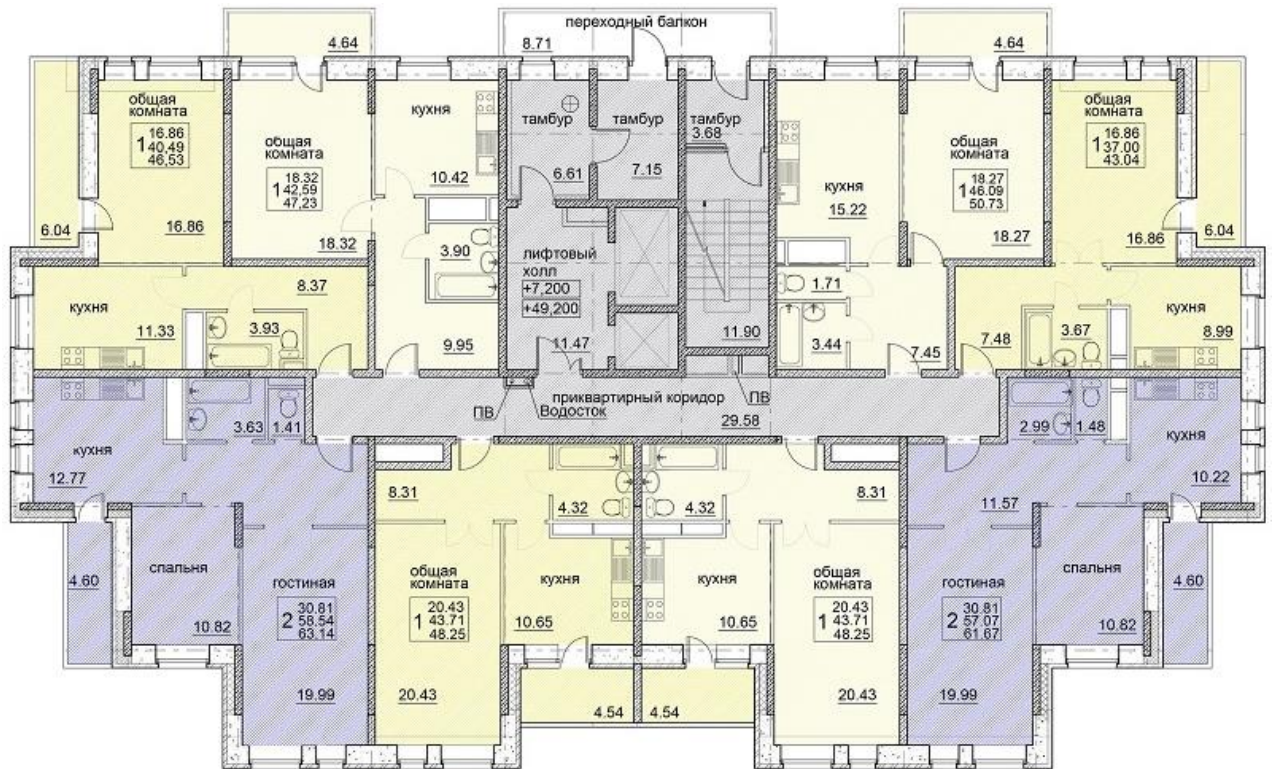 переходный балкон
4.64
8.71
4.64
общая
комната
1
16.86
40,49
46,53
6.04
16.86
общая
комната
1
18.32
42,59
47,23
18.32
кухня
10.42
3.90
9.95
тамбур
6.61
тамбур
7.15
тамбур
3.68
лифтовый
холл
+7,200
+49,200
11.47
11.90
кухня
15.22
1.71
3.44
7.45
общая
комната
1
18.27
46.09
50.73
18.27
общая
комната
1
16.86
37.00
43.04
16.86
6.04
кухня
11.33
8.37
3.93
7.48
3.67
кухня
8.99
ПВ
Водосток
приквартирный коридор
29.58
ПВ
кухня
12.77
3.63
1.41
4.60
спальня
10.82
гостиная
2
30.81
58.54
63.14
19.99
8.31
4.32
общая
комната
1
20.43
43.71
48.25
20.43
кухня
10.65
4.54
4.32
8.31
кухня
10.65
4.54
общая
комната
1
20.43
43.71
48.25
20.43
2.99
1.48
кухня
10.22
11.57
гостиная
2
30.81
57.07
61.67
19.99
спальня
10.82
4.60